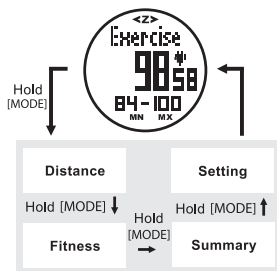 <Z>
Exercise
98 58
84-100
MN MX
Hold
[MODE]
Distance
Setting
Hold [MODE]
Hold
[MODE]
Hold [MODE]
Fitness
Summary